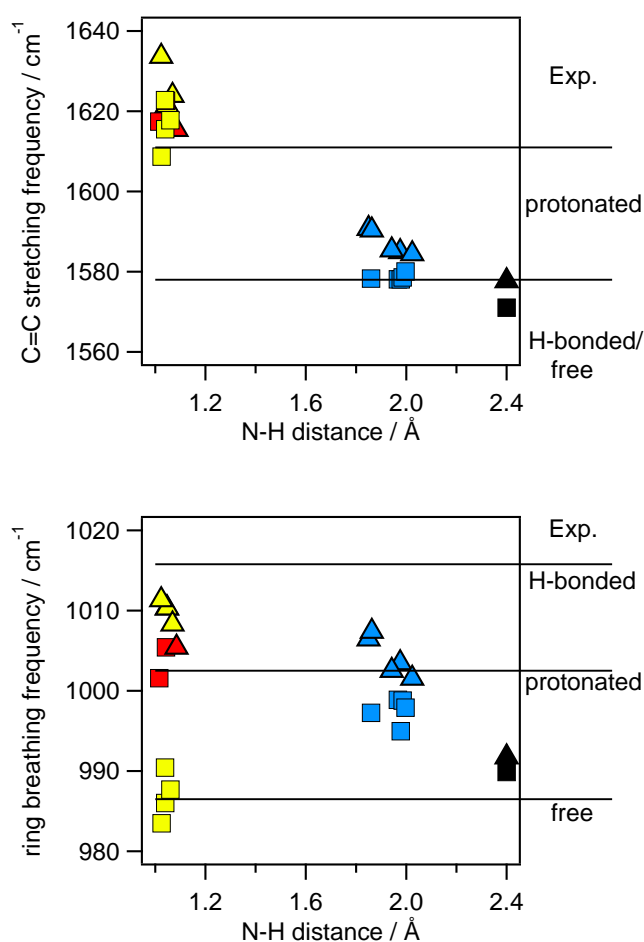 1640
1620
1600
1580
1560
C=C stretching frequency / cm⁻¹
1.2
1.6
2.0
2.4
N-H distance / Å
Exp.
protonated
H-bonded/
free
1020
1010
1000
990
980
ring breathing frequency / cm⁻¹
1.2
1.6
2.0
2.4
N-H distance / Å
Exp.
H-bonded
protonated
free